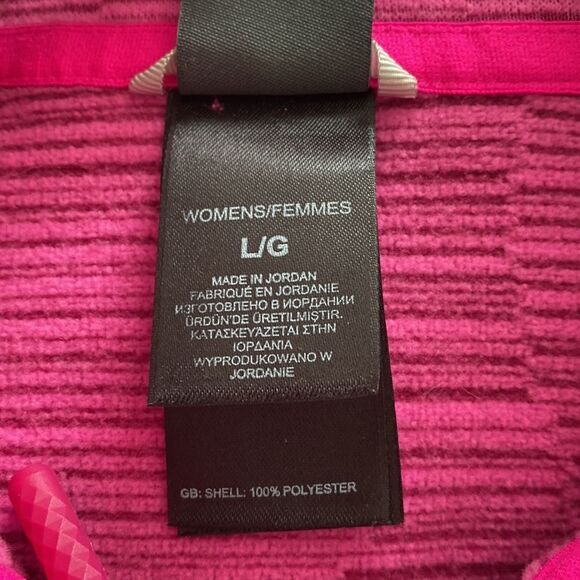 WOMENS/FEMMES
L/G
MADE IN JORDAN
FABRIQUÉ EN JORDANIE
ИЗГОТОВЛЕНО В ИОРДАНИИ
ÜRDÜN'DE ÜRETILMIŞTIR.
ΚΑΤΑΣΚΕΥΆΖΕΤΑΙ ΣΤΗΝ
ΙΟΡΔΑΝΙΑ
WYPRODUKOWANO W
JORDANIE
GB: SHELL: 100% POLYESTER